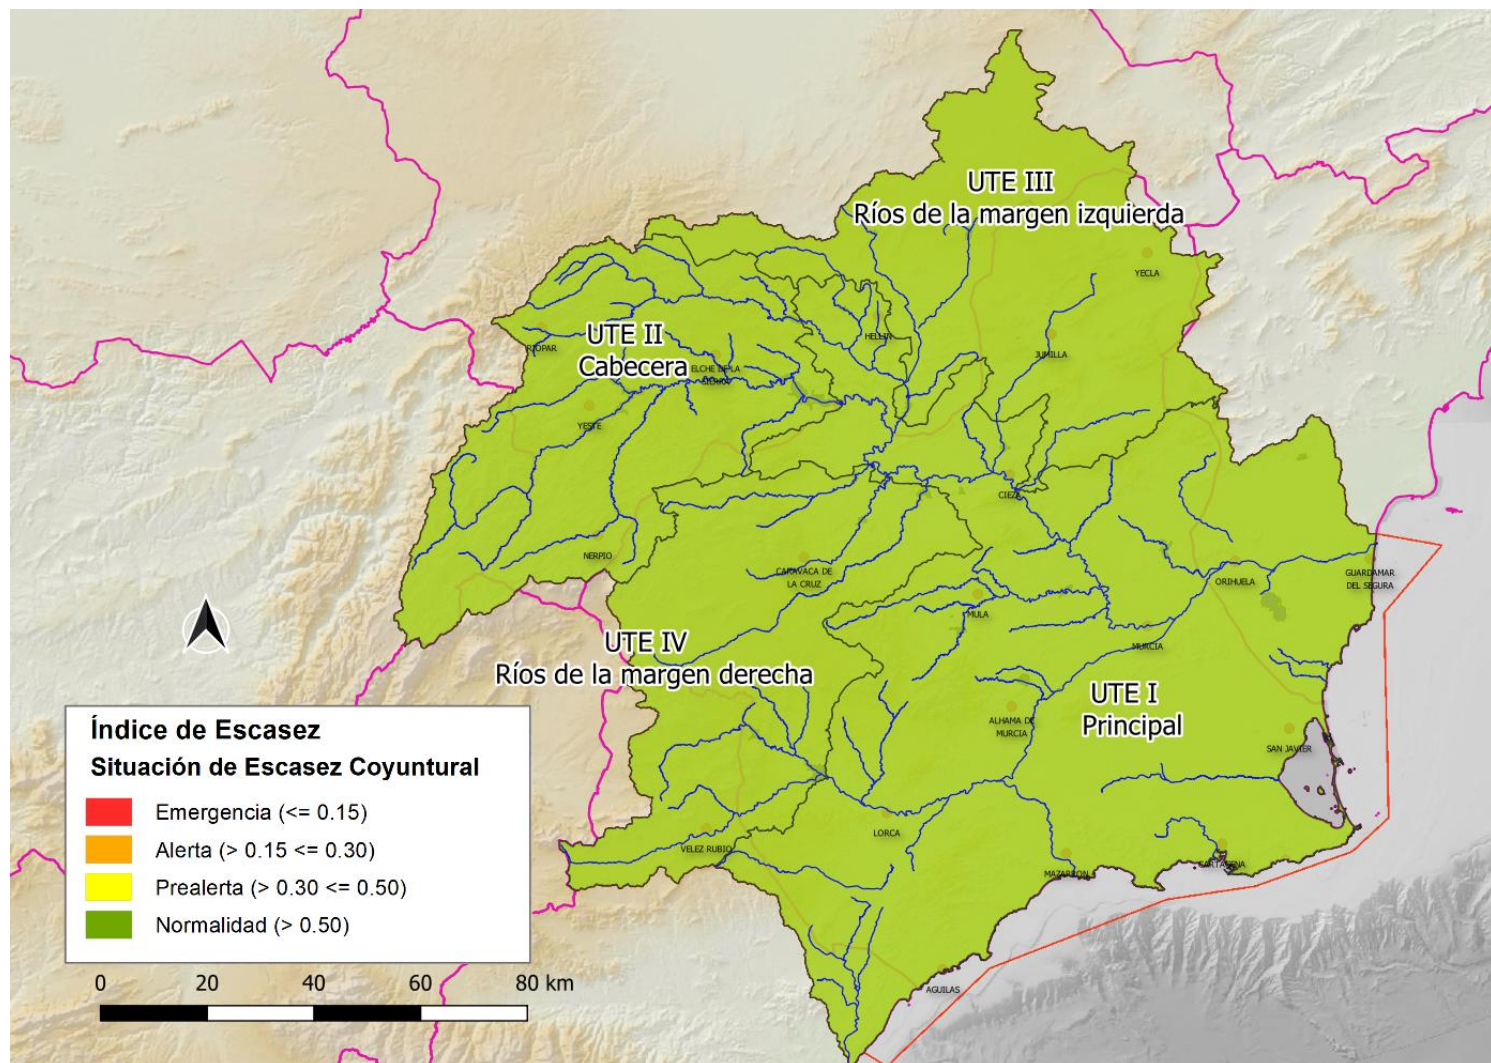 UTE III
Ríos de la margen izquierda
YECLA
UTE II
Cabecera
RIOPAR
HELLIN
JUMILLA
ELCHE DE LA
SIERRA
YESTE
CIEZA
NERPIO
CARAVACA DE
LA CRUZ
ORIHUELA
GUARDAMAR
DEL SEGURA
MULA
MURCIA
UTE IV
Ríos de la margen derecha
UTE I
Principal
ALHAMA DE
MURCIA
SAN JAVIER
LORCA
VELEZ RUBIO
MAZARRON
CARTAGENA
AGUILAS
Índice de Escasez
Situación de Escasez Coyuntural
Emergencia (<= 0.15)
Alerta (> 0.15 <= 0.30)
Prealerta (> 0.30 <= 0.50)
Normalidad (> 0.50)
0 20 40 60 80 km